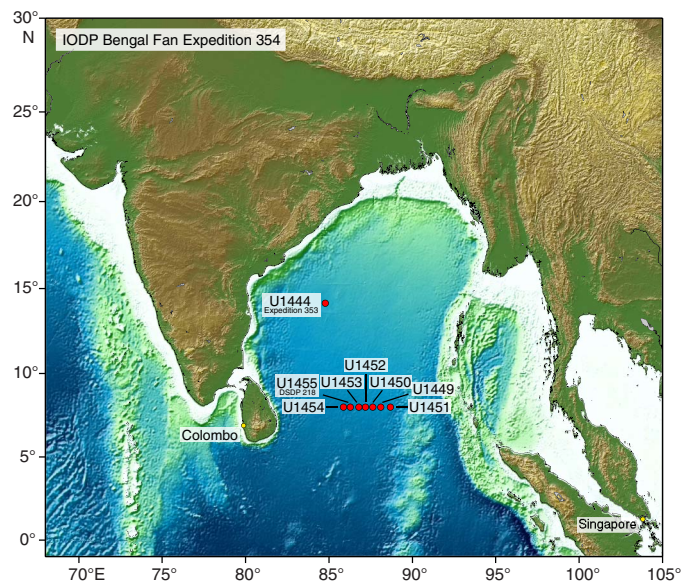 30°
N
IODP Bengal Fan Expedition 354
25°
20°
15°
U1444
Expedition 353
10°
U1452
U1455
DSDP 218
U1453
U1450
U1449
U1454
U1451
Colombo
5°
Singapore
0°
70°E
75°
80°
85°
90°
95°
100°
105°